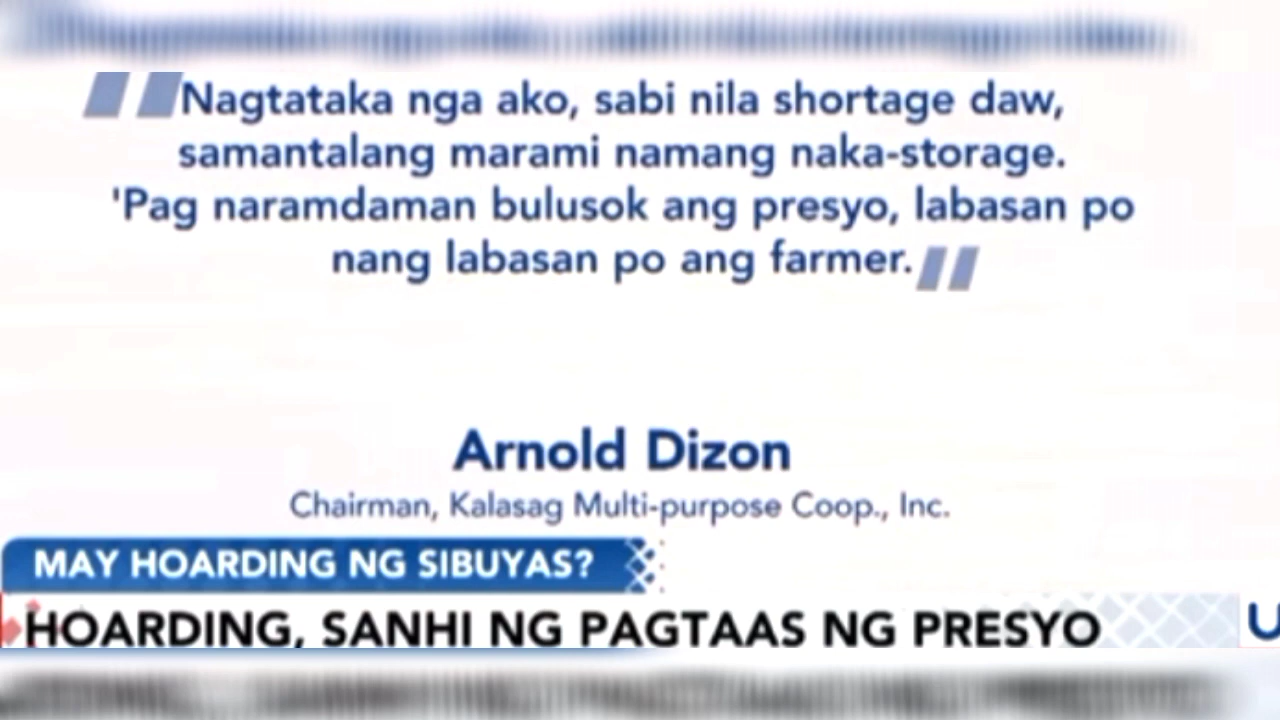 "Nagtataka nga ako, sabi nila shortage daw,
samantalang marami namang naka-storage.
'Pag naramdaman bulusok ang presyo, labasan po
nang labasan po ang farmer."
Arnold Dizon
Chairman, Kalasag Multi-purpose Coop., Inc.
MAY HOARDING NG SIBUYAS?
HOARDING, SANHI NG PAGTAAS NG PRESYO